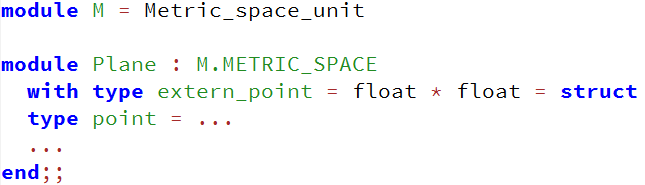 module M = Metric_space_unit
module Plane : M.METRIC_SPACE
with type extern_point = float * float = struct
type point = ...
...
end;;